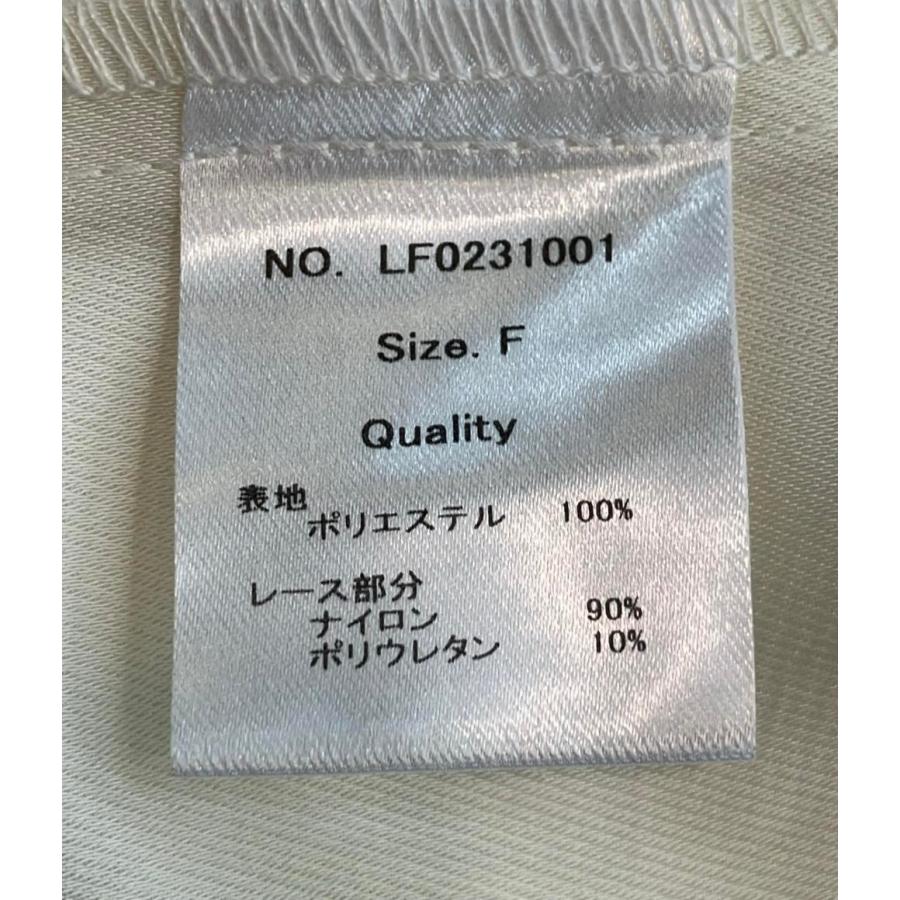 NO. LF0231001
Size. F
Quality
表地
ポリエステル 100%
レース部分
ナイロン 90%
ポリウレタン 10%